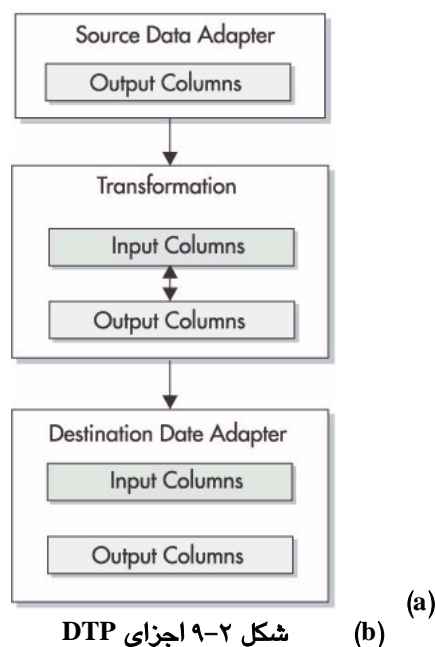 Source Data Adapter
Output Columns
Transformation
Input Columns
Output Columns
Destination Date Adapter
Input Columns
Output Columns
(a)
شکل ۲-۹ اجزای DTP (b)